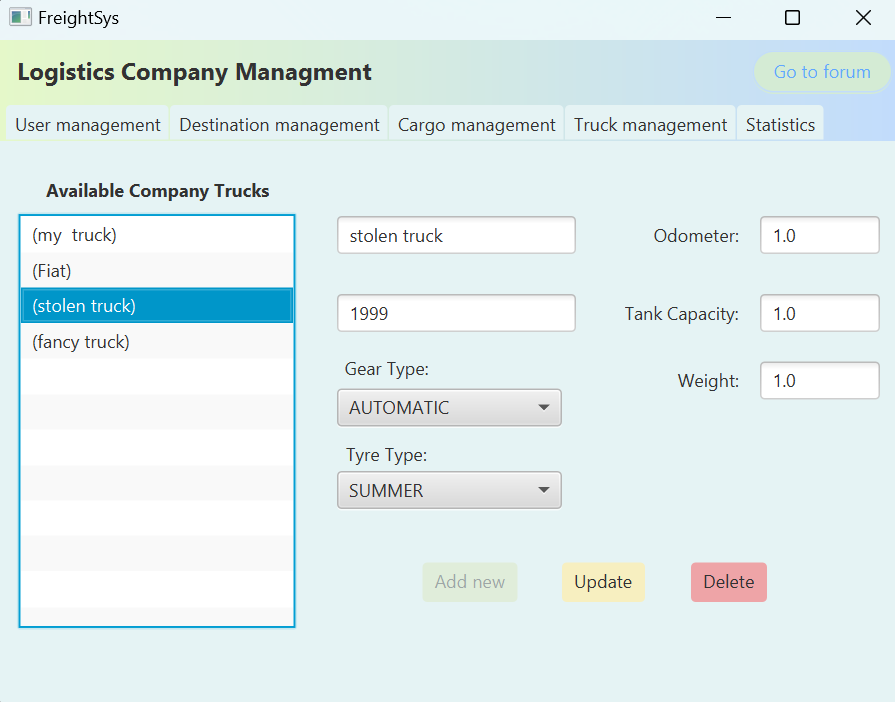 FreightSys
Logistics Company Managment
Go to forum
User management
Destination management
Cargo management
Truck management
Statistics
Available Company Trucks
(my  truck)
(Fiat)
(stolen truck)
(fancy truck)
stolen truck
Odometer:
1.0
1999
Tank Capacity:
1.0
Gear Type:
Weight:
1.0
AUTOMATIC
Tyre Type:
SUMMER
Add new
Update
Delete